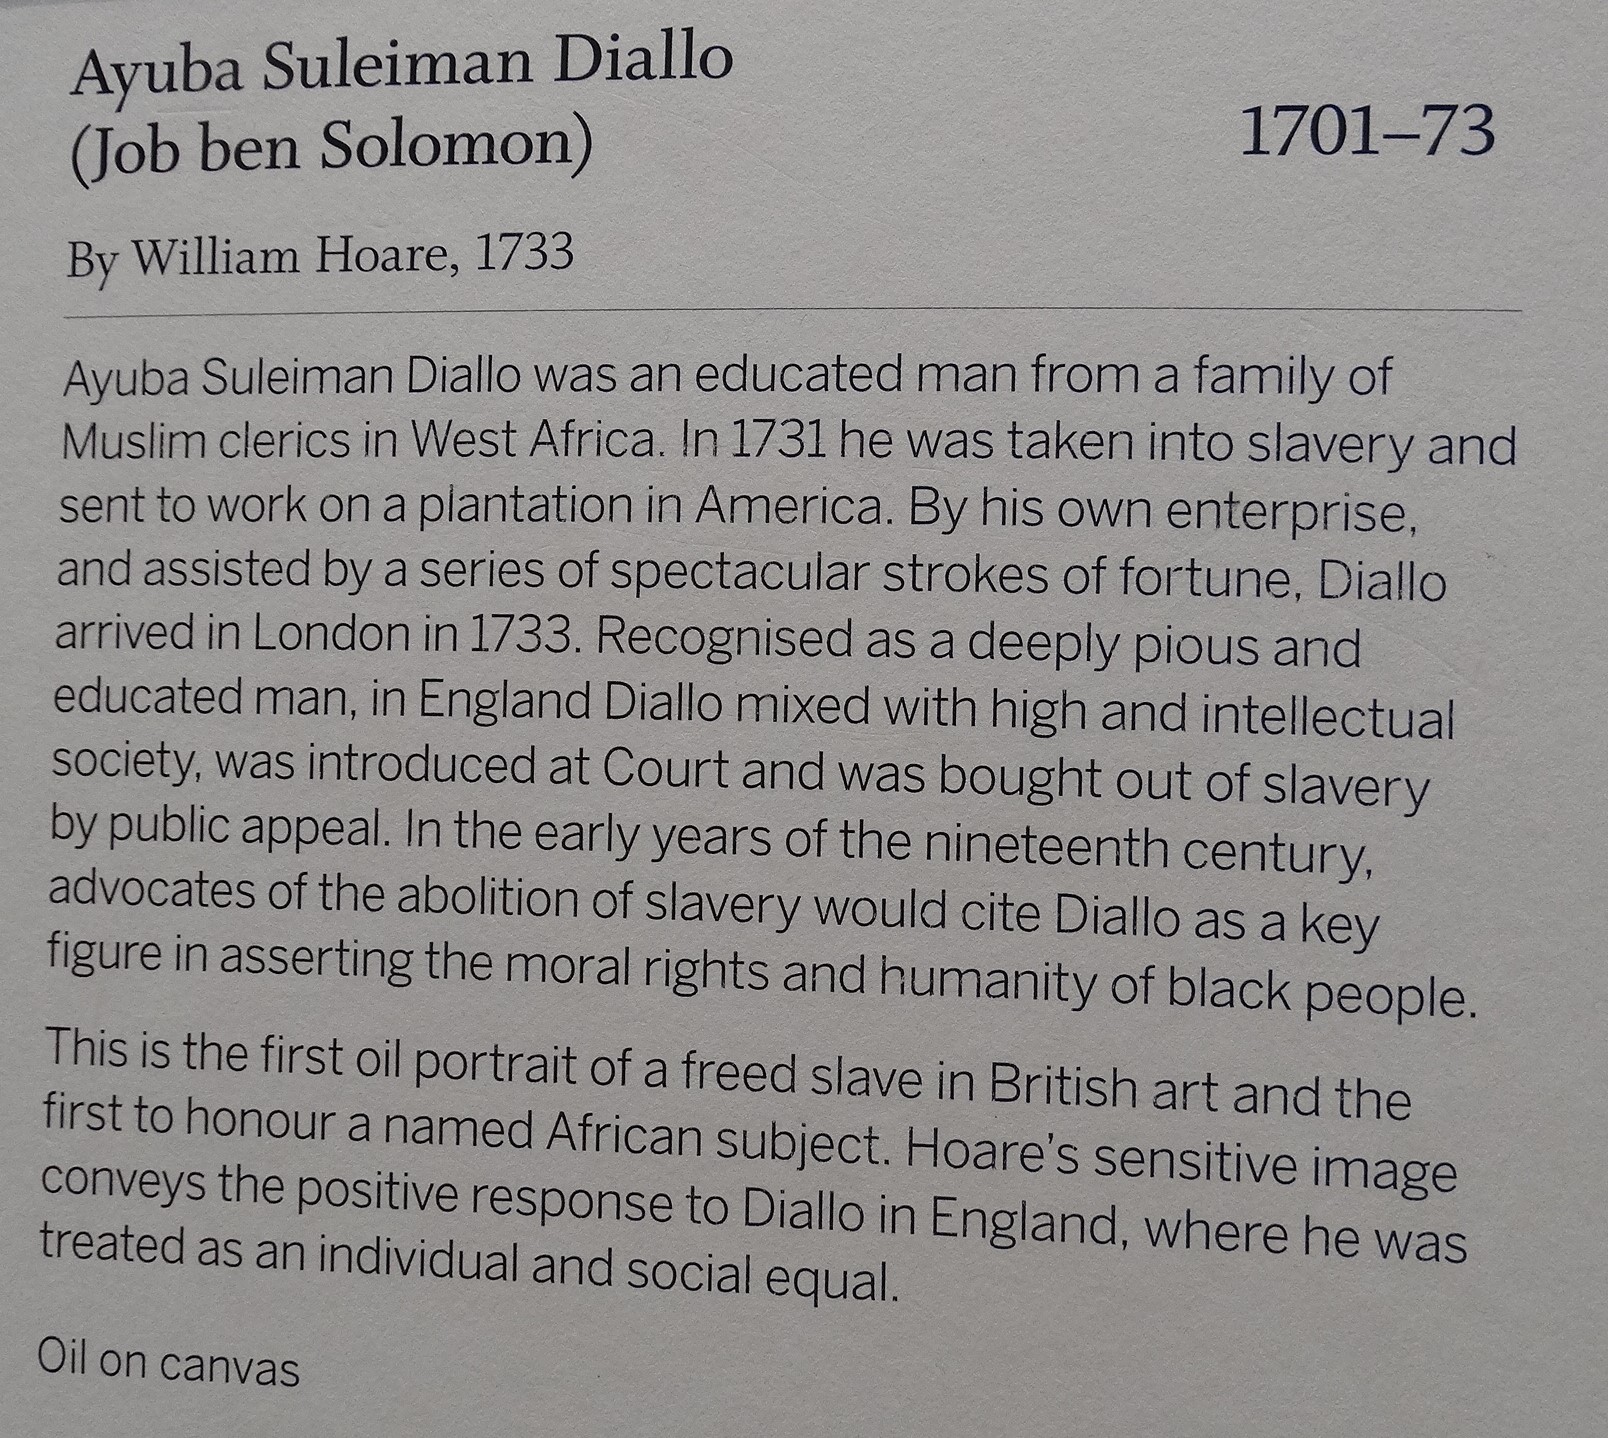 Ayuba Suleiman Diallo
(Job ben Solomon)
1701–73
By William Hoare, 1733
Ayuba Suleiman Diallo was an educated man from a family of
Muslim clerics in West Africa. In 1731 he was taken into slavery and
sent to work on a plantation in America. By his own enterprise,
and assisted by a series of spectacular strokes of fortune, Diallo
arrived in London in 1733. Recognised as a deeply pious and
educated man, in England Diallo mixed with high and intellectual
society, was introduced at Court and was bought out of slavery
by public appeal. In the early years of the nineteenth century,
advocates of the abolition of slavery would cite Diallo as a key
figure in asserting the moral rights and humanity of black people.
This is the first oil portrait of a freed slave in British art and the
first to honour a named African subject. Hoare’s sensitive image
conveys the positive response to Diallo in England, where he was
treated as an individual and social equal.
Oil on canvas